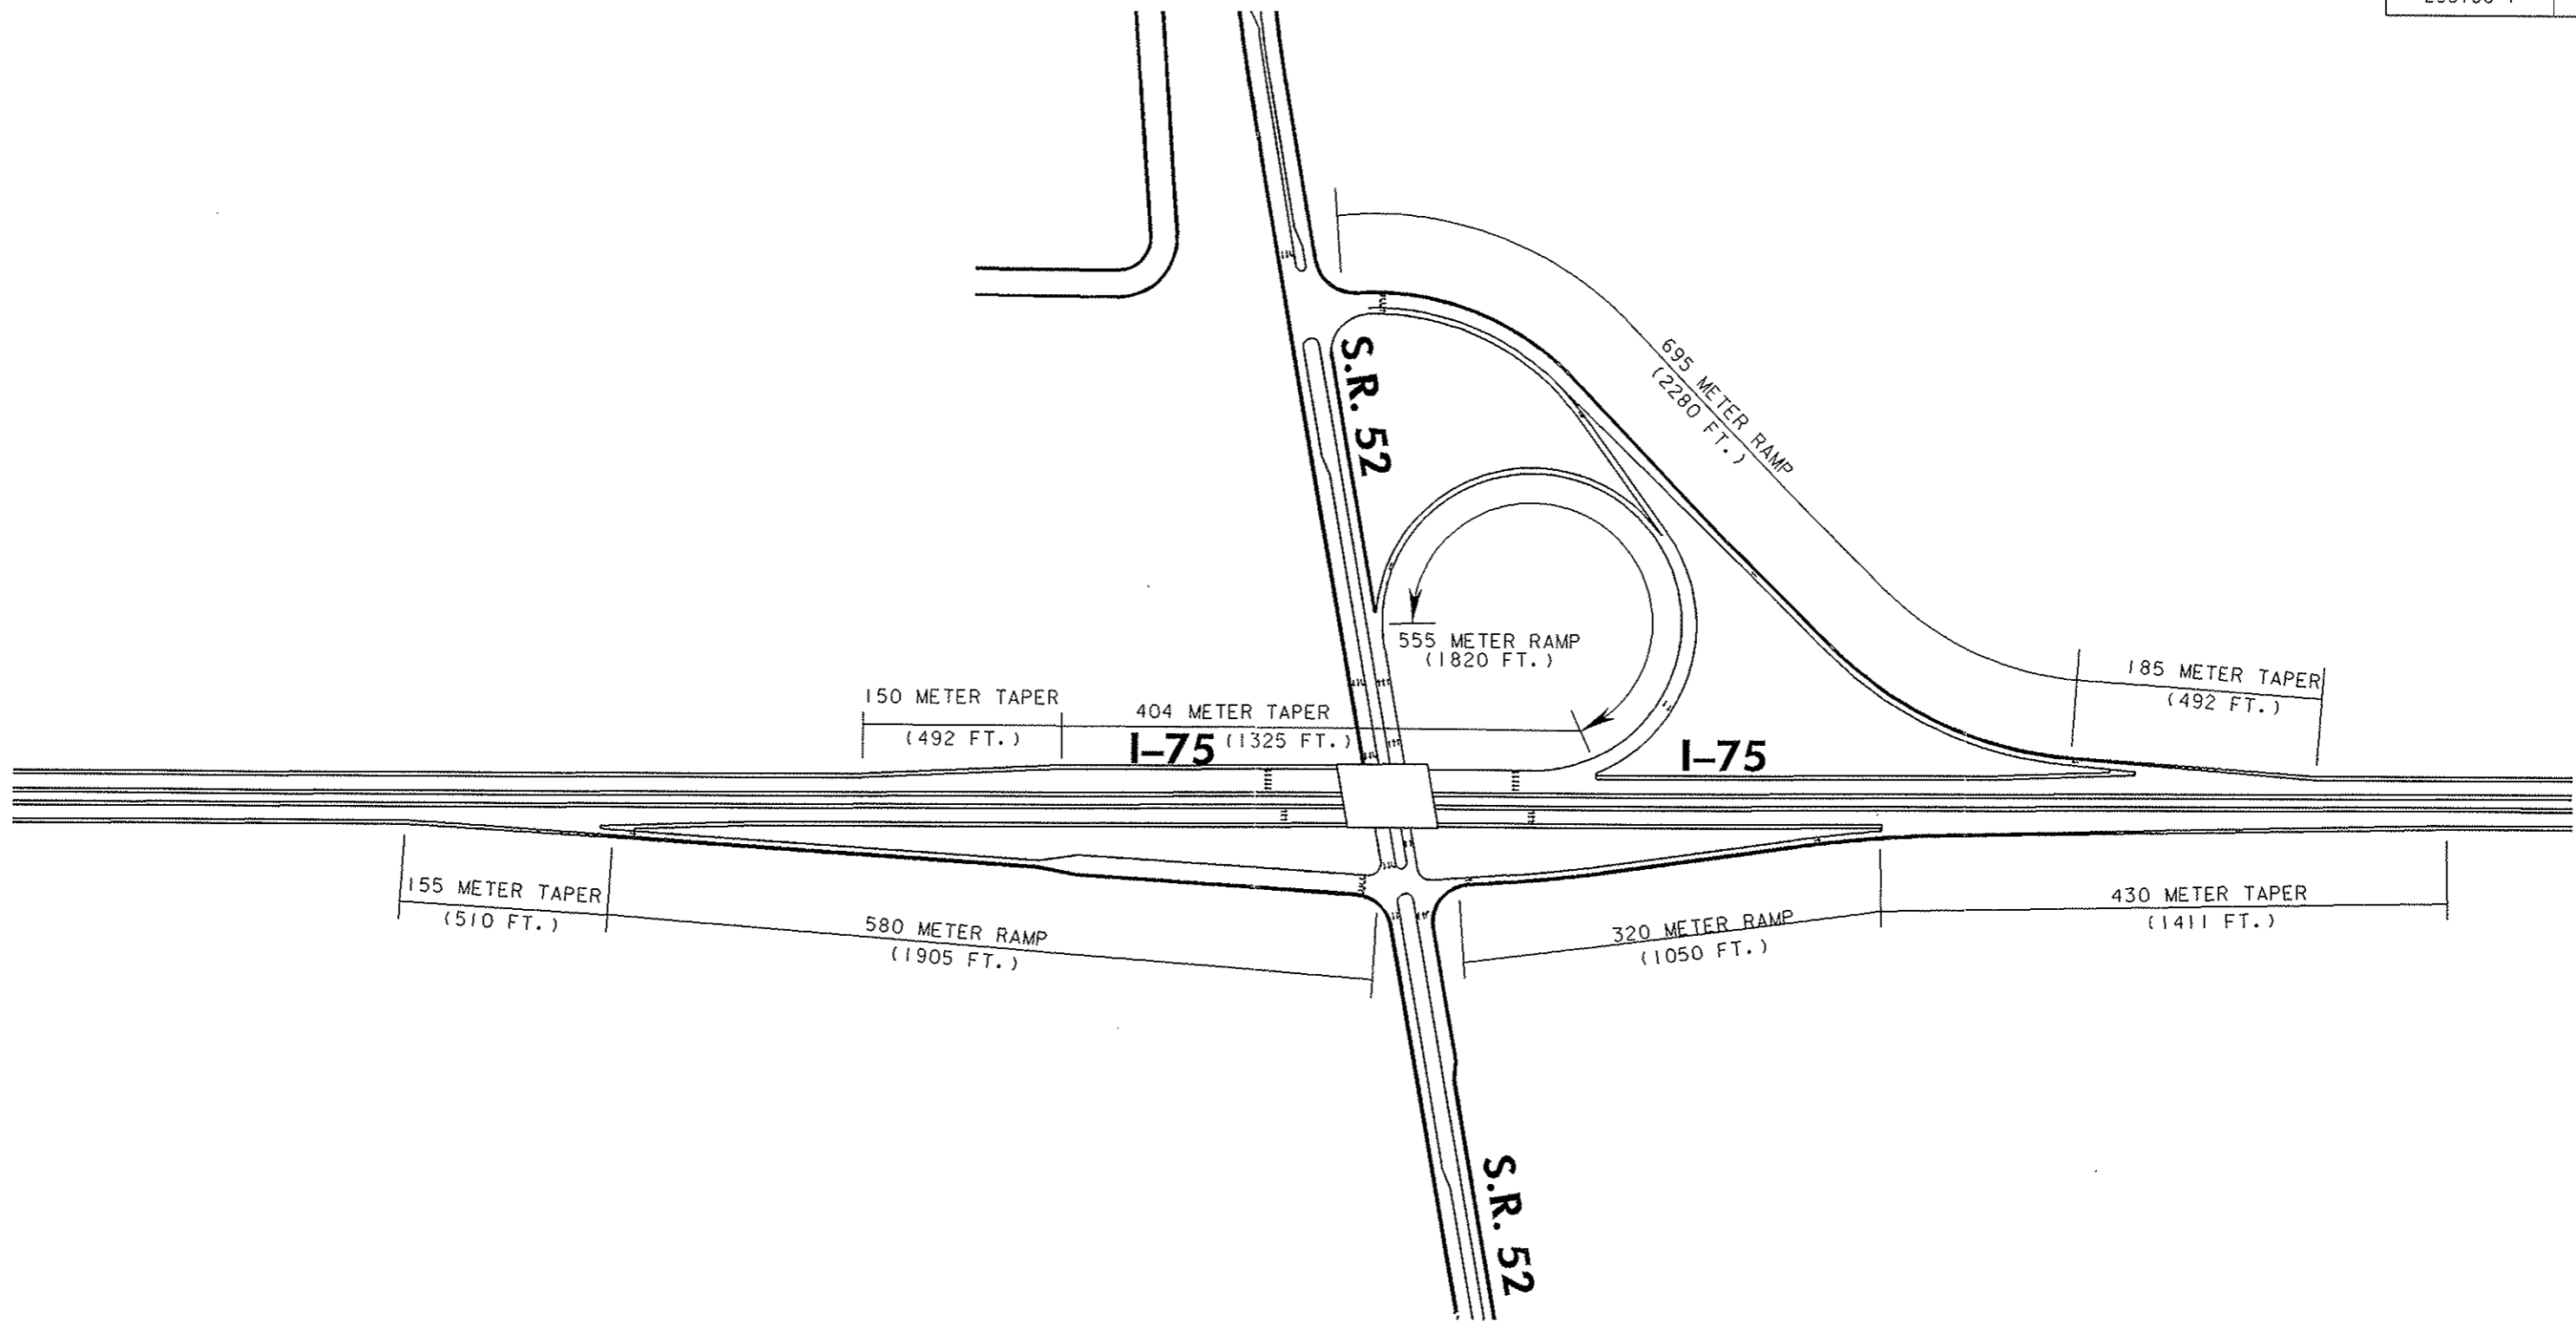 S.R. 52
695 METER RAMP
(2280 FT.)
555 METER RAMP
(1820 FT.)
185 METER TAPER
(492 FT.)
150 METER TAPER
(492 FT.)
404 METER TAPER
(1325 FT.)
I-75
I-75
155 METER TAPER
(510 FT.)
580 METER RAMP
(1905 FT.)
320 METER RAMP
(1050 FT.)
430 METER TAPER
(1411 FT.)
S.R. 52